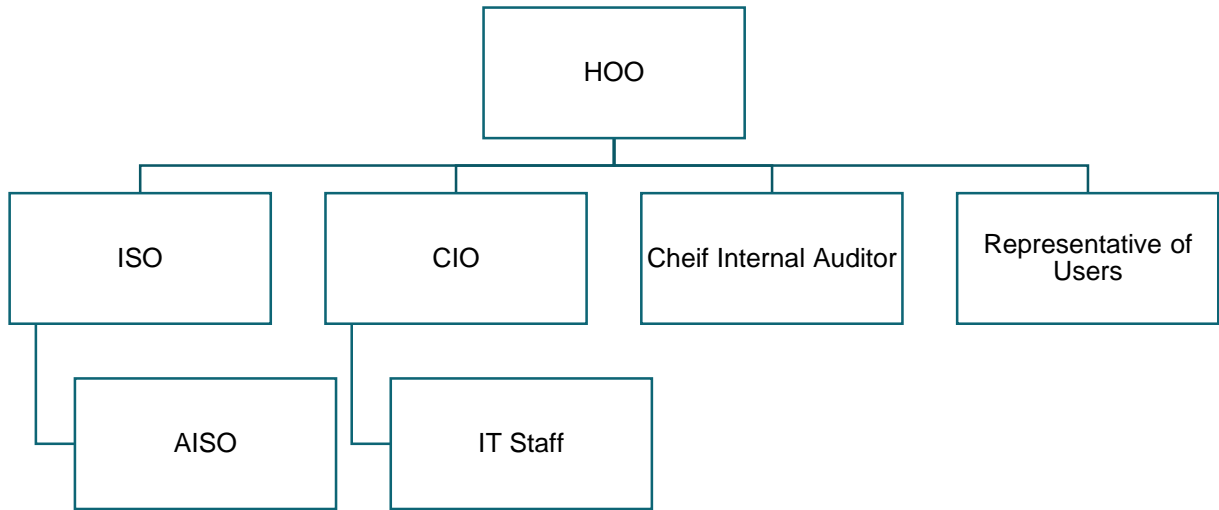 HOO
ISO
CIO
Cheif Internal Auditor
Representative of
Users
AISO
IT Staff